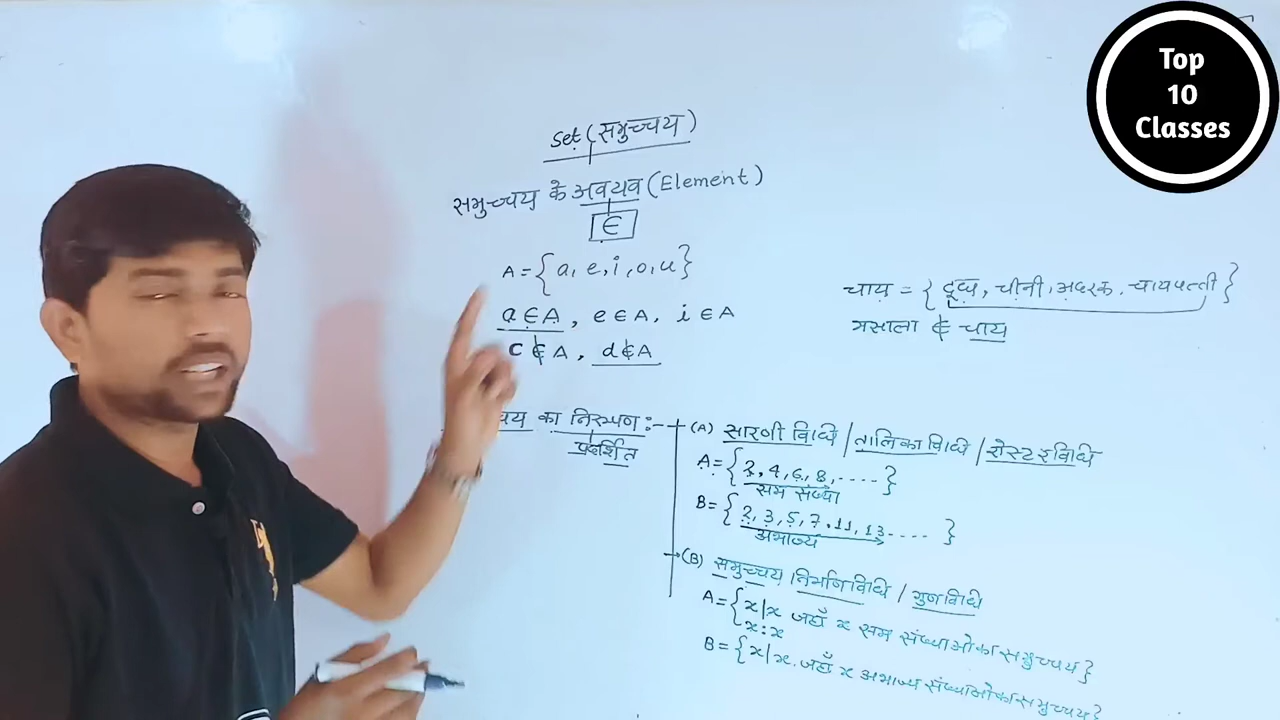 Top
10
Classes
Set (समुच्चय)
समुच्चय के अवयव (Element)
∈
A = {a, e, i, o, u}
a ∈ A, e ∈ A, i ∈ A
c ∉ A, d ∉ A
चाय = {दूध, चीनी, अदरक, चायपत्ती}
मसाला ∉ चाय
च्चय का निरूपण :-
प्रदर्शित
(A) सारणी विधि / तालिका विधि / रोस्टर विधि
A = {2, 4, 6, 8, ....}
सम संख्या
B = {2, 3, 5, 7, 11, 13 ....}
अभाज्य
(B) समुच्चय निर्माण विधि / गुण विधि
A = {x/x जहाँ x सम संख्याओं का समुच्चय}
x : x
B = {x/x. जहाँ x अभाज्य संख्याओं का समुच्चय}